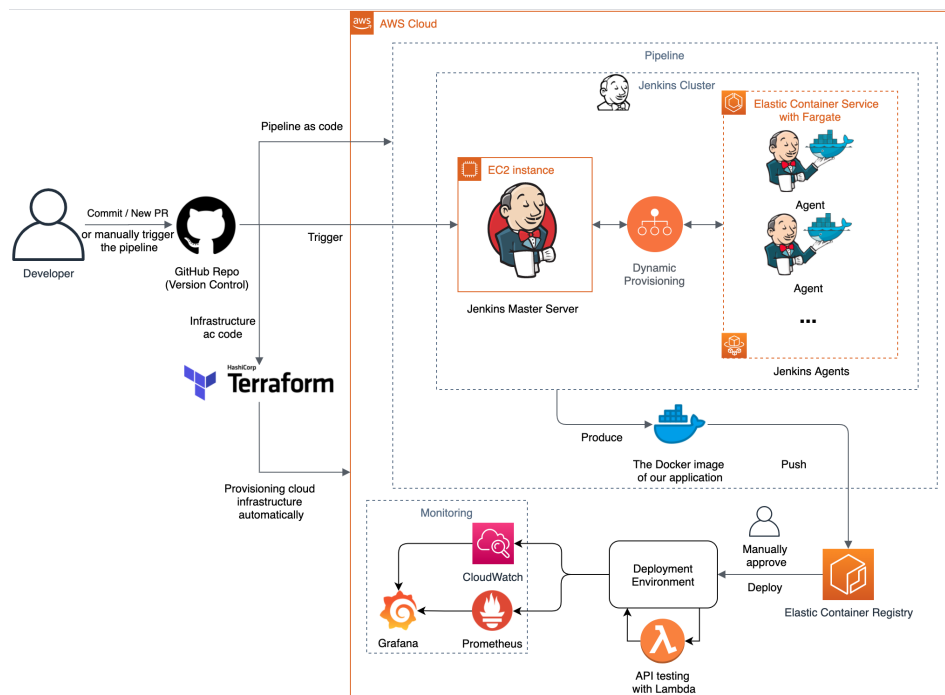 aws
AWS Cloud
Pipeline
Jenkins Cluster
Elastic Container Service
with Fargate
Pipeline as code
EC2 instance
Agent
Commit / New PR
or manually trigger
the pipeline
Trigger
Developer
GitHub Repo
(Version Control)
Dynamic
Provisioning
Agent
Jenkins Master Server
...
Infrastructure
ac code
Jenkins Agents
HashiCorp
Terraform
Produce
The Docker image
of our application
Push
Provisioning cloud
infrastructure
automatically
Monitoring
Manually
approve
CloudWatch
Deployment
Environment
Deploy
Elastic Container Registry
Grafana
Prometheus
API testing
with Lambda